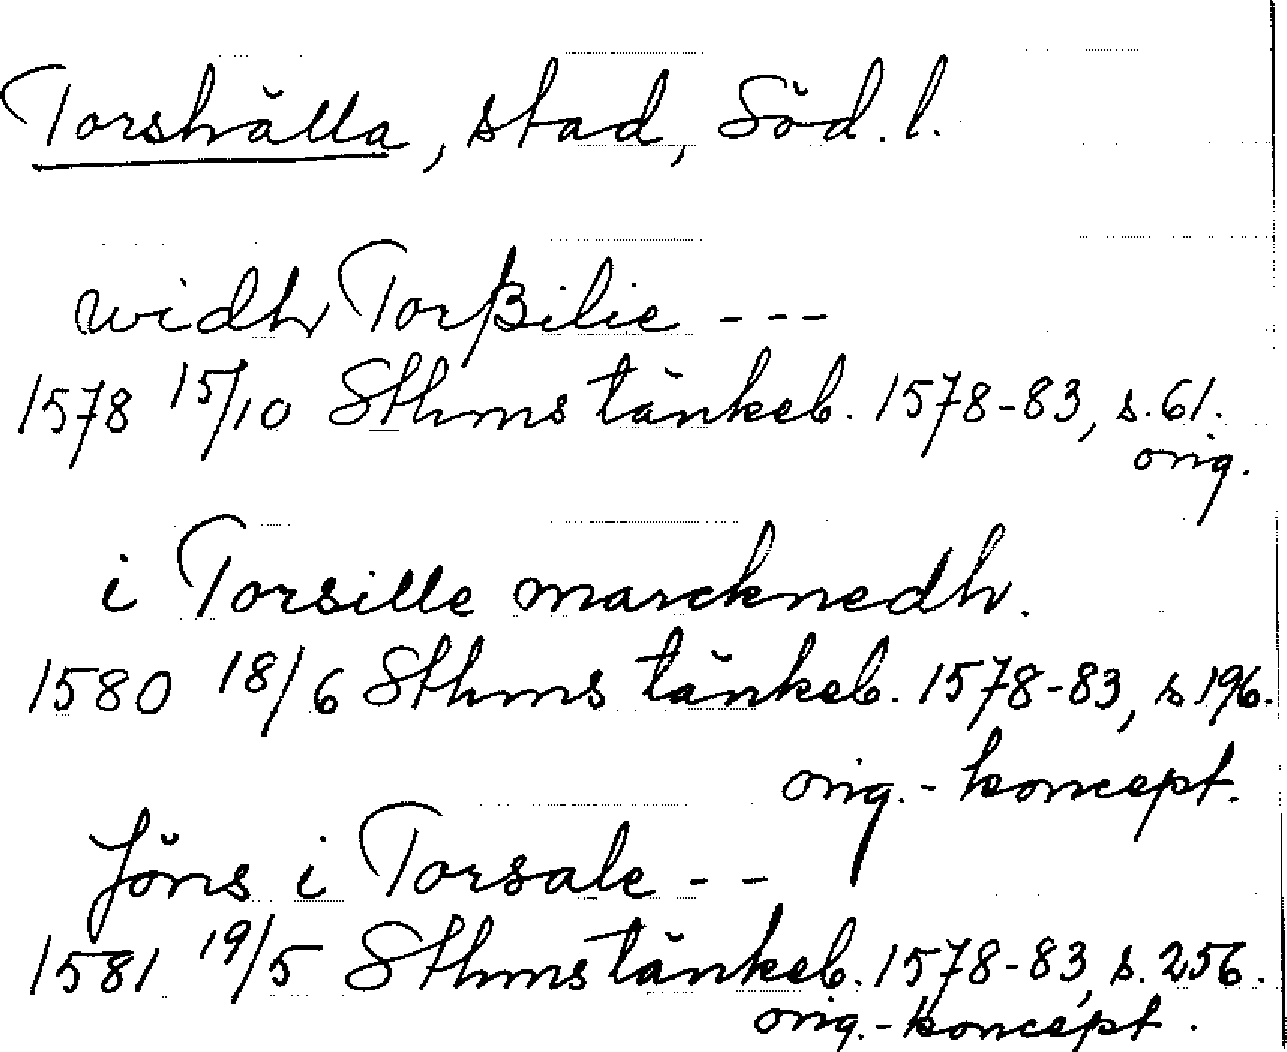 Torshälla, stad, Söd. l.
widh Torßilie ---
1578 15/10 Sthms tänkeb. 1578-83, s. 61.
orig.
i Torsille marcknedh.
1580 18/6 Sthms tänkeb. 1578-83, s 196.
orig.-koncept.
Jöns i Torsale --
1581 19/5 Sthms tänkeb. 1578-83, s. 256.
orig.-koncept.